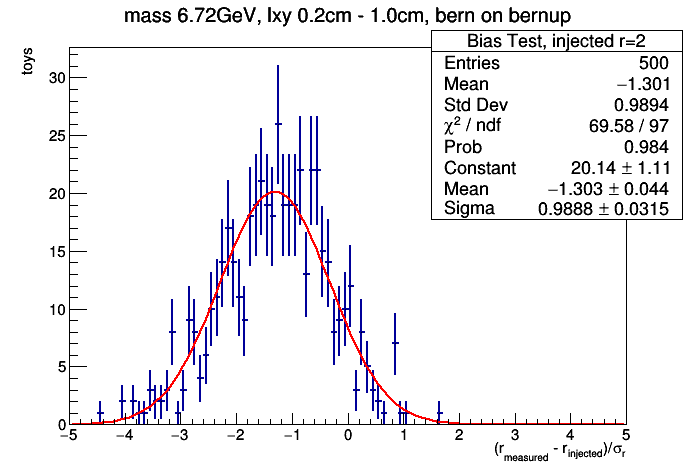 mass 6.72GeV, lxy 0.2cm - 1.0cm, bern on bernup
toys
Bias Test, injected r=2
Entries 500
Mean −1.301
Std Dev 0.9894
χ² / ndf 69.58 / 97
Prob 0.984
Constant 20.14 ± 1.11
Mean −1.303 ± 0.044
Sigma 0.9888 ± 0.0315
30
25
20
15
10
5
0
−5 −4 −3 −2 −1 0 1 2 3 4 5
(r_measured - r_injected)/σ_r